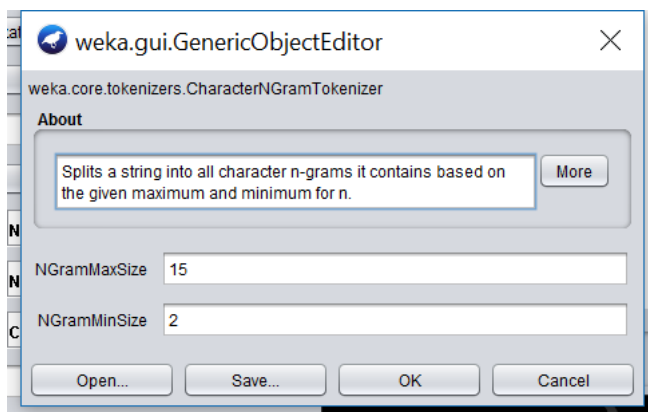 weka.gui.GenericObjectEditor
weka.core.tokenizers.CharacterNGramTokenizer
About
Splits a string into all character n-grams it contains based on
the given maximum and minimum for n.
More
NGramMaxSize 15
NGramMinSize 2
Open... Save... OK Cancel